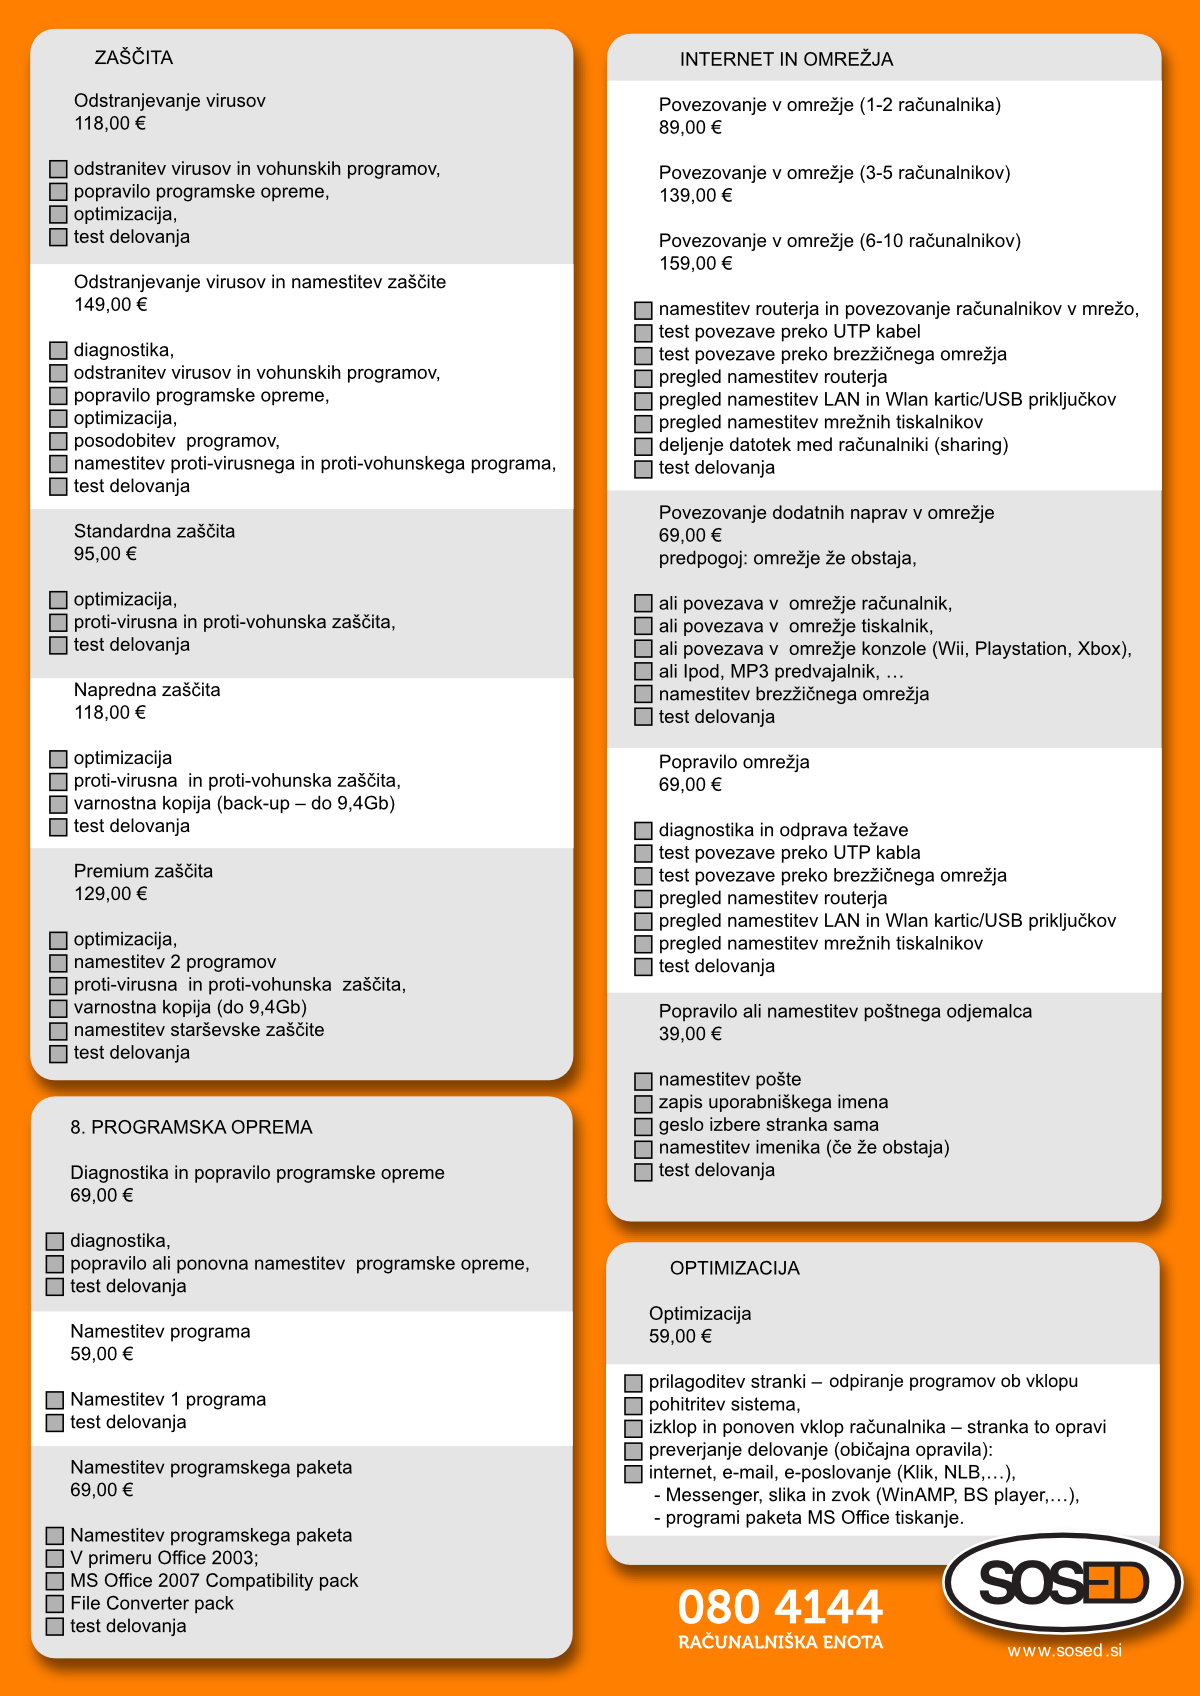 ZAŠČITA
Odstranjevanje virusov
118,00 €
odstranitev virusov in vohunskih programov,
popravilo programske opreme,
optimizacija,
test delovanja
Odstranjevanje virusov in namestitev zaščite
149,00 €
diagnostika,
odstranitev virusov in vohunskih programov,
popravilo programske opreme,
optimizacija,
posodobitev  programov,
namestitev proti-virusnega in proti-vohunskega programa,
test delovanja
Standardna zaščita
95,00 €
optimizacija,
proti-virusna in proti-vohunska zaščita,
test delovanja
Napredna zaščita
118,00 €
optimizacija
proti-virusna  in proti-vohunska zaščita,
varnostna kopija (back-up – do 9,4Gb)
test delovanja
Premium zaščita
129,00 €
optimizacija,
namestitev 2 programov
proti-virusna  in proti-vohunska  zaščita,
varnostna kopija (do 9,4Gb)
namestitev starševske zaščite
test delovanja
8. PROGRAMSKA OPREMA
Diagnostika in popravilo programske opreme
69,00 €
diagnostika,
popravilo ali ponovna namestitev  programske opreme,
test delovanja
Namestitev programa
59,00 €
Namestitev 1 programa
test delovanja
Namestitev programskega paketa
69,00 €
Namestitev programskega paketa
V primeru Office 2003;
MS Office 2007 Compatibility pack
File Converter pack
test delovanja
INTERNET IN OMREŽJA
Povezovanje v omrežje (1-2 računalnika)
89,00 €
Povezovanje v omrežje (3-5 računalnikov)
139,00 €
Povezovanje v omrežje (6-10 računalnikov)
159,00 €
namestitev routerja in povezovanje računalnikov v mrežo,
test povezave preko UTP kabel
test povezave preko brezžičnega omrežja
pregled namestitev routerja
pregled namestitev LAN in Wlan kartic/USB priključkov
pregled namestitev mrežnih tiskalnikov
deljenje datotek med računalniki (sharing)
test delovanja
Povezovanje dodatnih naprav v omrežje
69,00 €
predpogoj: omrežje že obstaja,
ali povezava v  omrežje računalnik,
ali povezava v  omrežje tiskalnik,
ali povezava v  omrežje konzole (Wii, Playstation, Xbox),
ali Ipod, MP3 predvajalnik, …
namestitev brezžičnega omrežja
test delovanja
Popravilo omrežja
69,00 €
diagnostika in odprava težave
test povezave preko UTP kabla
test povezave preko brezžičnega omrežja
pregled namestitev routerja
pregled namestitev LAN in Wlan kartic/USB priključkov
pregled namestitev mrežnih tiskalnikov
test delovanja
Popravilo ali namestitev poštnega odjemalca
39,00 €
namestitev pošte
zapis uporabniškega imena
geslo izbere stranka sama
namestitev imenika (če že obstaja)
test delovanja
OPTIMIZACIJA
Optimizacija
59,00 €
prilagoditev stranki – odpiranje programov ob vklopu
pohitritev sistema,
izklop in ponoven vklop računalnika – stranka to opravi
preverjanje delovanje (običajna opravila):
internet, e-mail, e-poslovanje (Klik, NLB,…),
- Messenger, slika in zvok (WinAMP, BS player,…),
- programi paketa MS Office tiskanje.
080 4144
RAČUNALNIŠKA ENOTA
SOSED
www.sosed.si